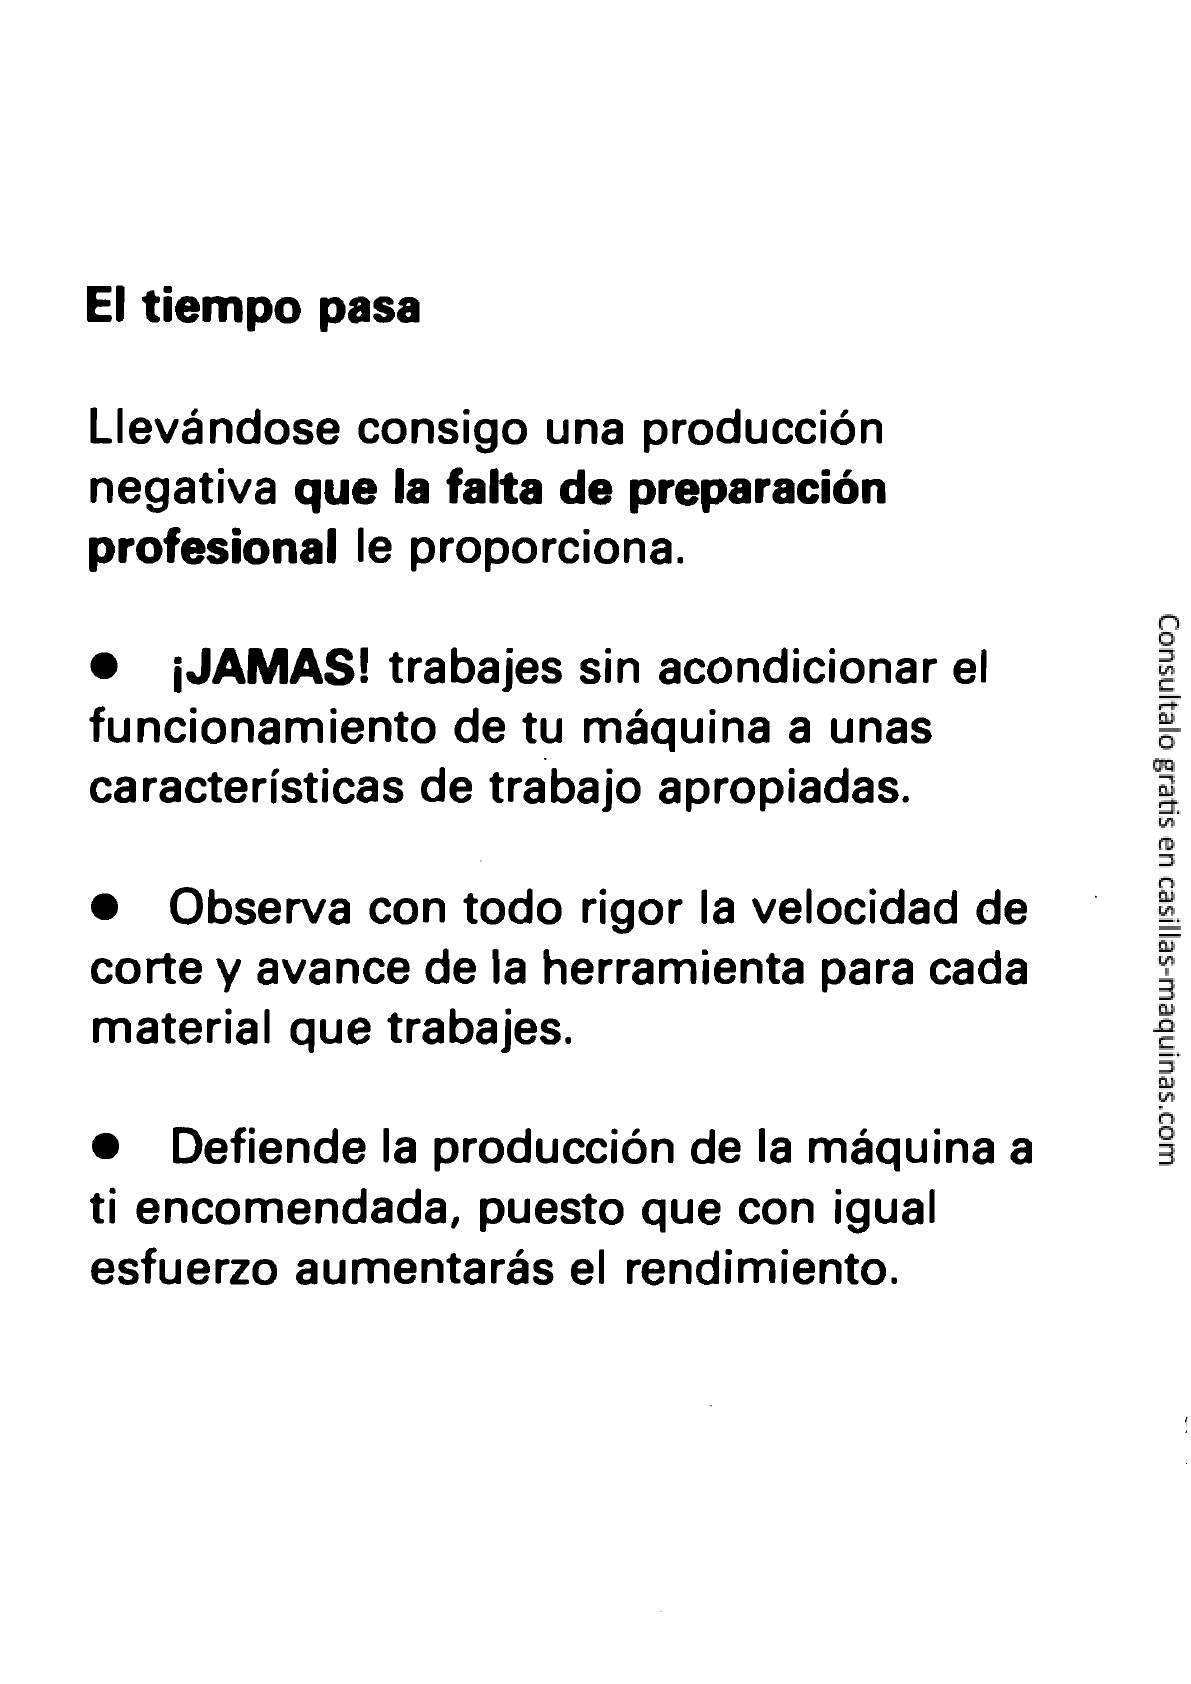 El tiempo pasa
Llevándose consigo una producción
negativa que la falta de preparación
profesional le proporciona.
● ¡JAMAS! trabajes sin acondicionar el
funcionamiento de tu máquina a unas
características de trabajo apropiadas.
● Observa con todo rigor la velocidad de
corte y avance de la herramienta para cada
material que trabajes.
● Defiende la producción de la máquina a
ti encomendada, puesto que con igual
esfuerzo aumentarás el rendimiento.
Consultalo gratis en casillas-maquinas.com